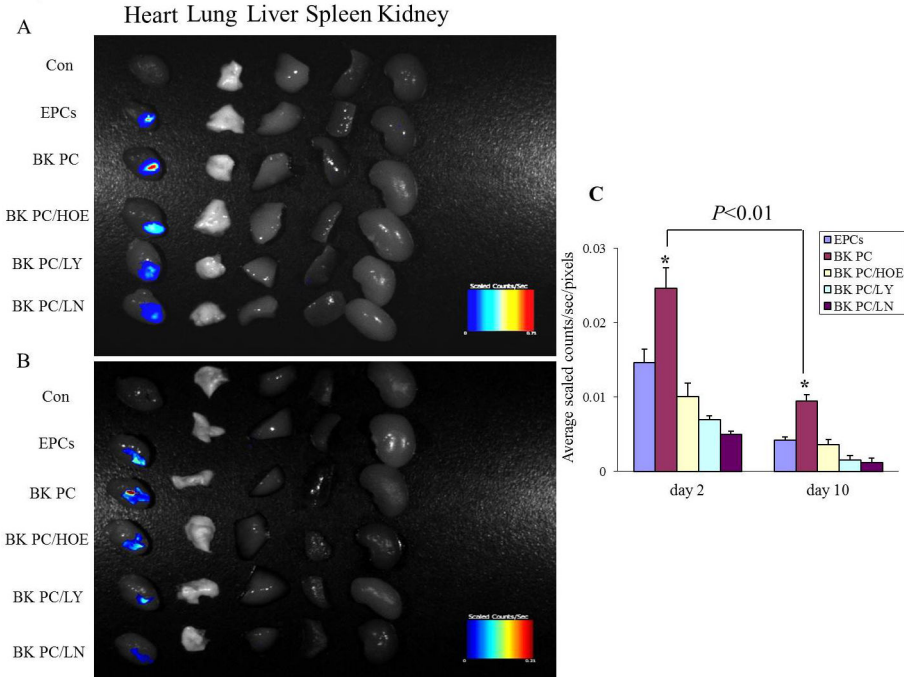 Heart Lung Liver Spleen Kidney
A
Con
EPCs
BK PC
BK PC/HOE
BK PC/LY
BK PC/LN
Scaled Counts/Sec
0
B
Con
EPCs
BK PC
BK PC/HOE
BK PC/LY
BK PC/LN
Scaled Counts/Sec
0
C
P<0.01
EPCs
BK PC
BK PC/HOE
BK PC/LY
BK PC/LN
Average scaled counts/sec/pixels
0.03
0.02
0.01
0
*
*
day 2 day 10